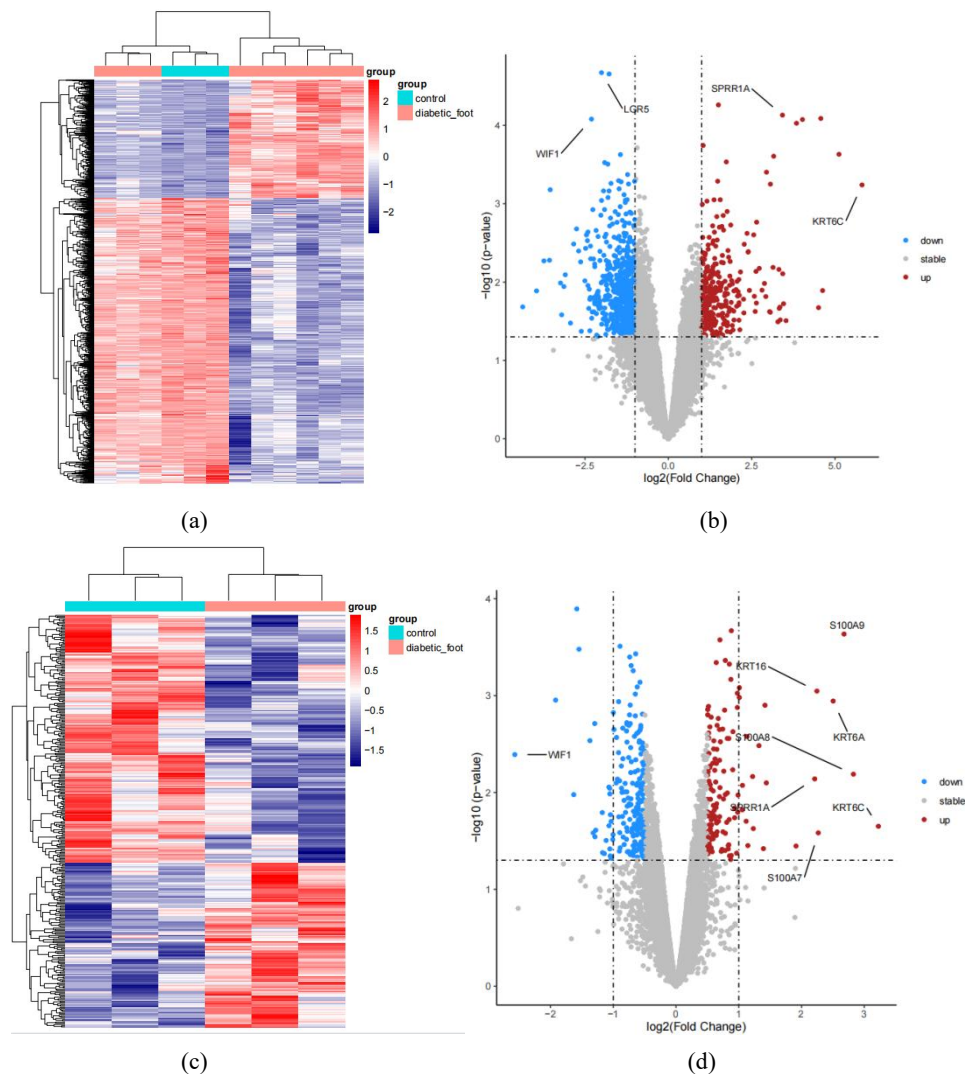 group
2
1
0
−1
−2
group
control
diabetic_foot
(a)
−log10 (p−value)
4
3
2
1
0
−2.5
0.0
2.5
5.0
log2(Fold Change)
SPRR1A
LGR5
WIF1
KRT6C
down
stable
up
(b)
group
1.5
1
0.5
0
−0.5
−1
−1.5
group
control
diabetic_foot
(c)
−log10 (p−value)
4
3
2
1
0
−2
−1
0
1
2
3
log2(Fold Change)
S100A9
KRT16
S100A8
KRT6A
WIF1
SPRR1A
KRT6C
S100A7
down
stable
up
(d)